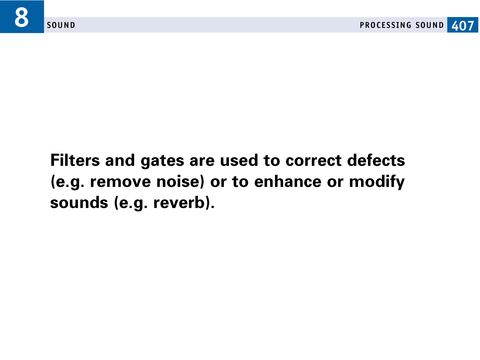 8 SOUND PROCESSING SOUND 407
Filters and gates are used to correct defects
(e.g. remove noise) or to enhance or modify
sounds (e.g. reverb).